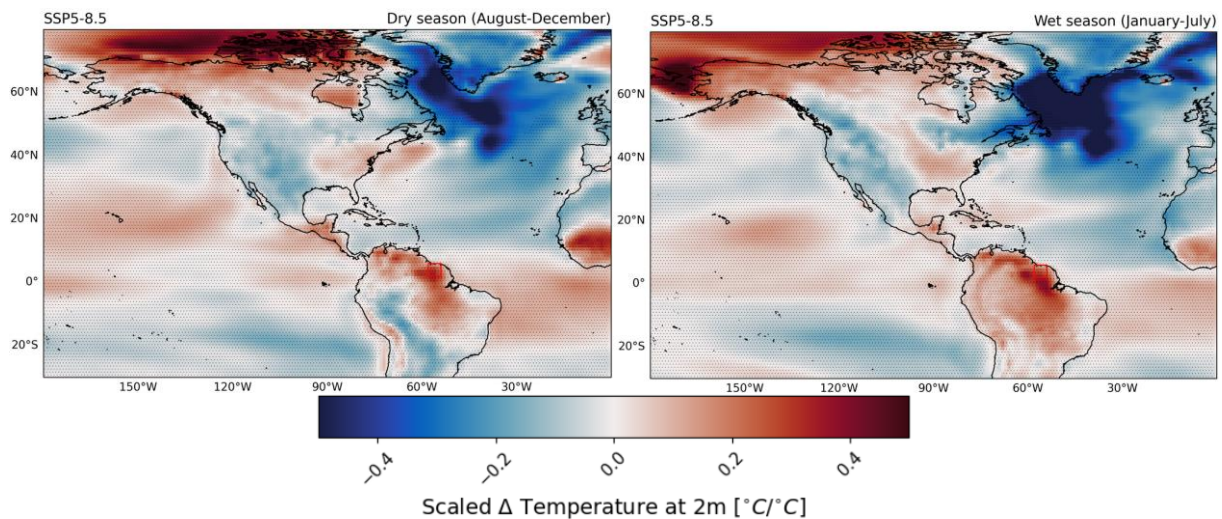 SSP5-8.5 Dry season (August-December)
SSP5-8.5 Wet season (January-July)
60°N
40°N
20°N
0°
20°S
150°W 120°W 90°W 60°W 30°W
60°N
40°N
20°N
0°
20°S
150°W 120°W 90°W 60°W 30°W
−0.4 −0.2 0.0 0.2 0.4
Scaled Δ Temperature at 2m [°C/°C]